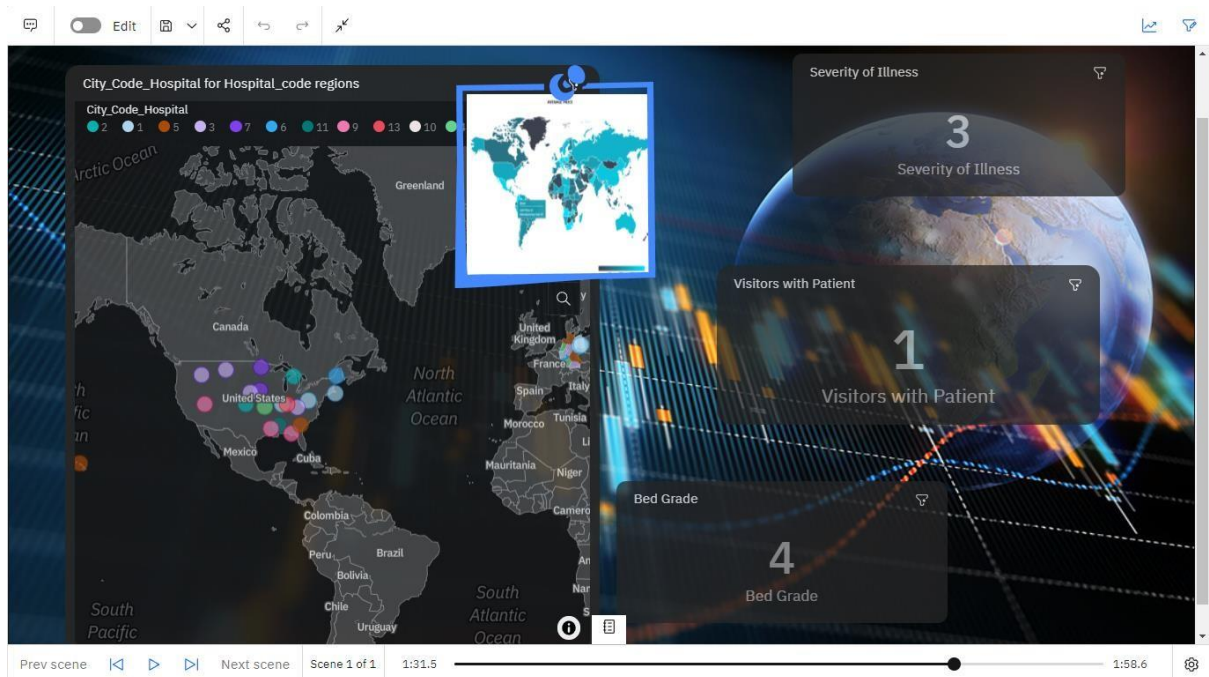 Edit
City_Code_Hospital for Hospital_code regions
City_Code_Hospital
2 1 5 3 7 6 11 9 13 10
Arctic Ocean
Greenland
Canada
United
Kingdom
France
North
Atlantic
Ocean
United States
Spain
Italy
Morocco
Tunisia
Mexico
Cuba
Mauritania
Niger
Colombia
Peru
Brazil
Bolivia
Chile
Uruguay
South
Atlantic
Ocean
South
Pacific
Severity of Illness
3
Severity of Illness
Visitors with Patient
1
Visitors with Patient
Bed Grade
4
Bed Grade
Prev scene
Next scene
Scene 1 of 1
1:31.5
1:58.6